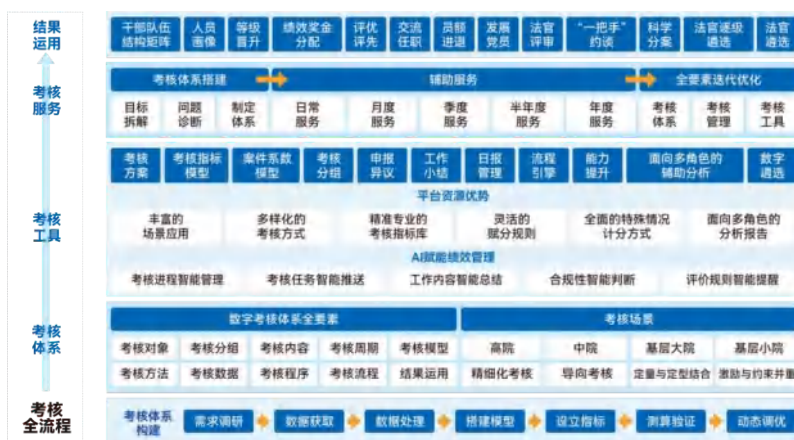 结果
运用
干部队伍
结构矩阵
人员
画像
等级
晋升
绩效奖金
分配
评优
评先
交流
任职
员额
进退
发展
党员
法官
评审
“一把手”
约谈
科学
分案
法官逐级
遴选
法官
遴选
考核
服务
考核体系搭建
辅助服务
全要素迭代优化
目标
拆解
问题
诊断
制定
体系
日常
服务
月度
服务
季度
服务
半年度
服务
年度
服务
考核
体系
考核
管理
考核
工具
考核
工具
考核
方案
考核指标
模型
案件系数
模型
考核
分组
申报
异议
工作
小结
日报
管理
流程
引擎
能力
提升
面向多角色的
辅助分析
数字
遴选
平台资源优势
丰富的
场景应用
多样化的
考核方式
精准专业的
考核指标库
灵活的
赋分规则
全面的特殊情况
计分方式
面向多角色的
分析报告
AI赋能绩效管理
考核进程智能管理 考核任务智能推送 工作内容智能总结 合规性智能判断 评价规则智能提醒
考核
体系
数字考核体系全要素
考核场景
考核对象 考核分组 考核内容 考核周期 考核模型 高院 中院 基层大院 基层小院
考核方法 考核数据 考核程序 考核流程 结果运用 精细化考核 导向考核 定量与定型结合 激励与约束并重
考核
全流程
考核体系
构建
需求调研 数据获取 数据处理 搭建模型 设立指标 测算验证 动态调优